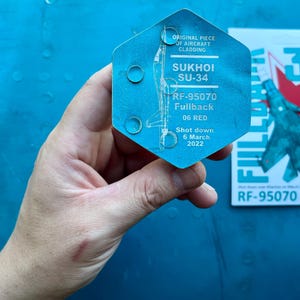 ORIGINAL PIECE
OF AIRCRAFT
CLADDING
SUKHOI
SU-34
RF-95070
Fullback
06 RED
Shot down
6 March
2022
FULLBACK
RF-95070